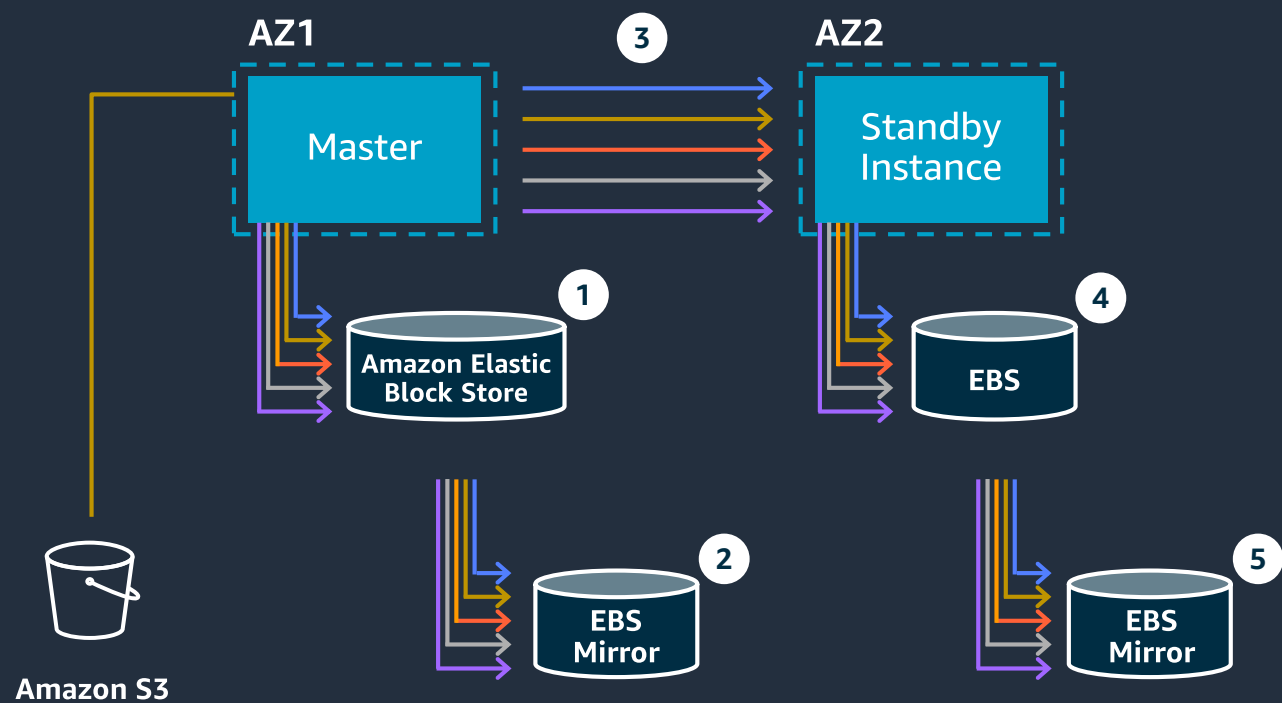 AZ1
3
AZ2
Master
Standby
Instance
1
4
Amazon Elastic
Block Store
EBS
2
5
EBS
Mirror
EBS
Mirror
Amazon S3